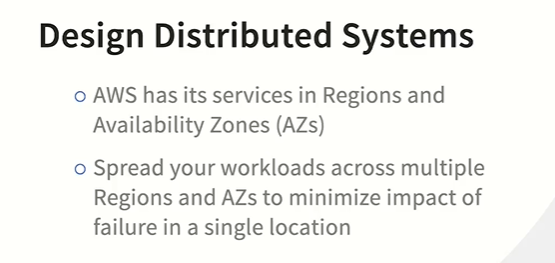 Design Distributed Systems
○ AWS has its services in Regions and
Availability Zones (AZs)
○ Spread your workloads across multiple
Regions and AZs to minimize impact of
failure in a single location